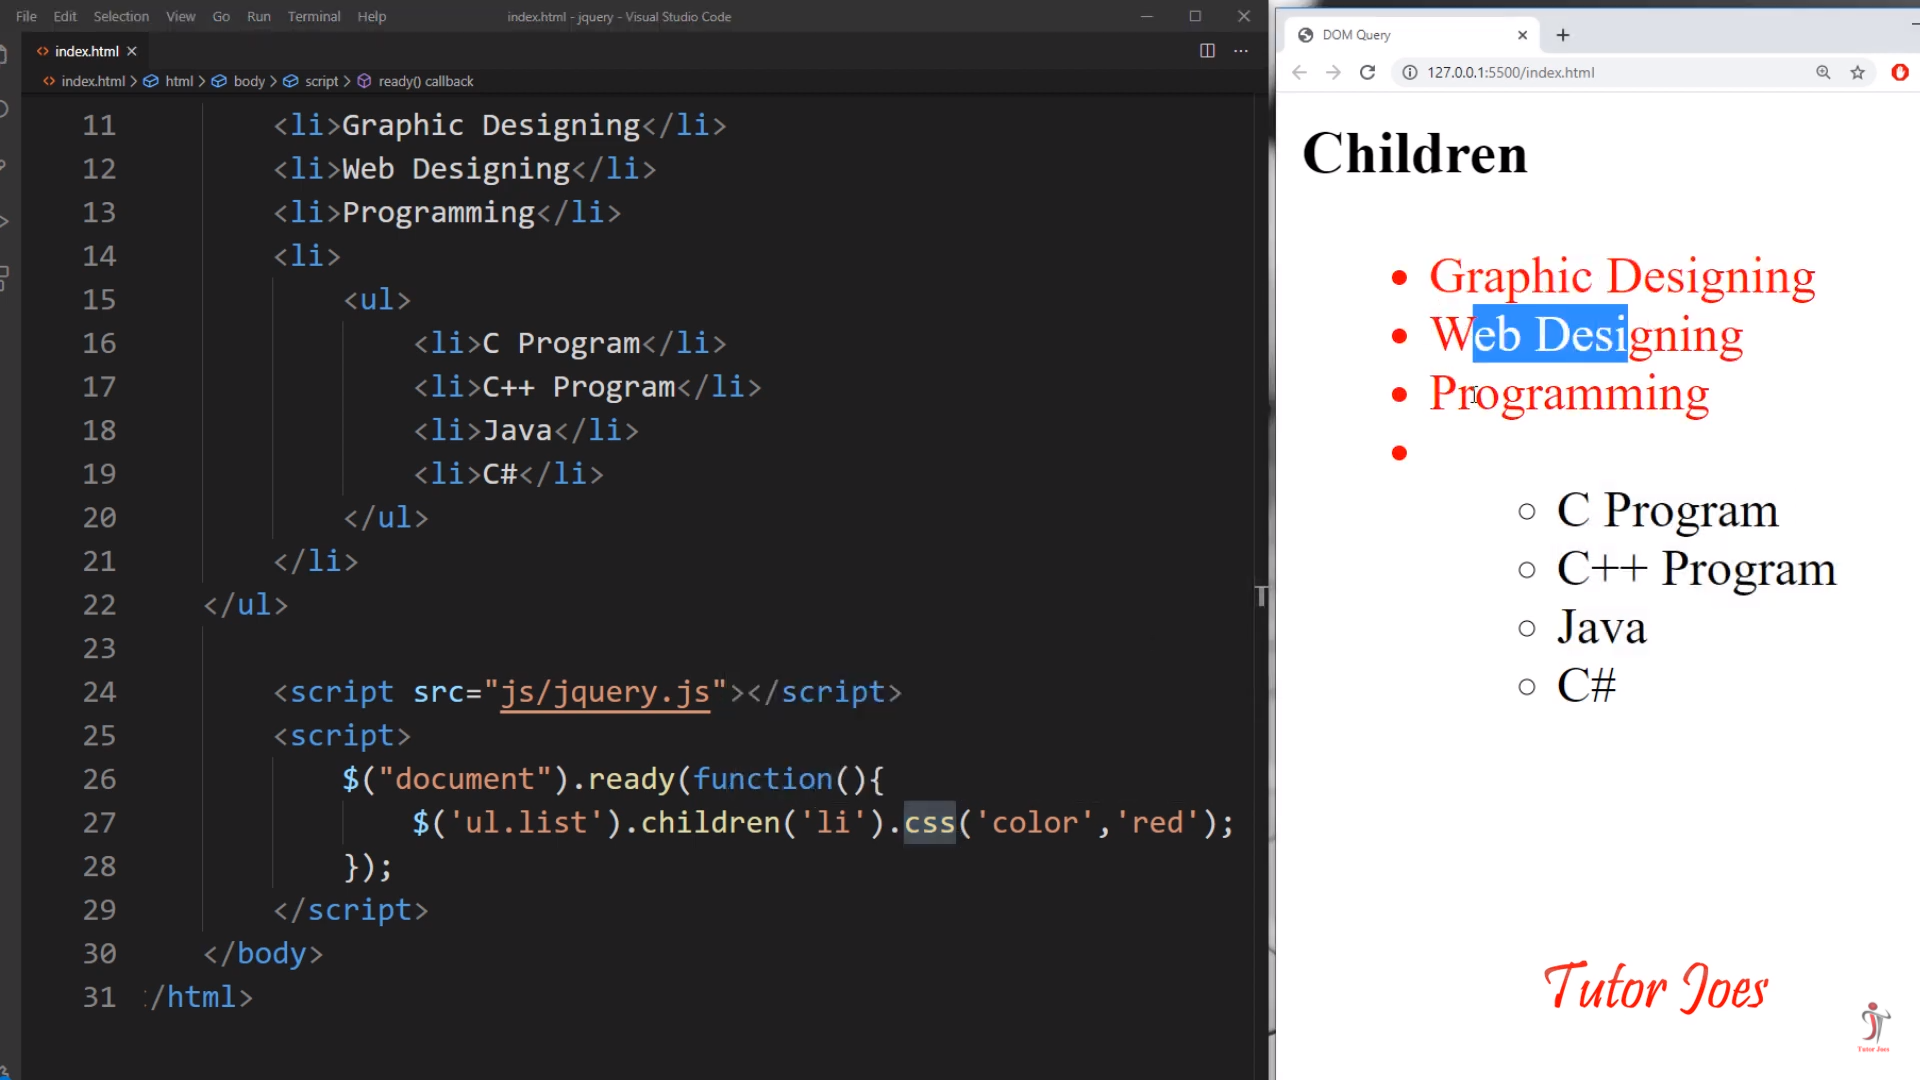 File Edit Selection View Go Run Terminal Help index.html - jquery - Visual Studio Code
index.html
index.html > html > body > script > ready() callback
11 <li>Graphic Designing</li>
12 <li>Web Designing</li>
13 <li>Programming</li>
14 <li>
15 <ul>
16 <li>C Program</li>
17 <li>C++ Program</li>
18 <li>Java</li>
19 <li>C#</li>
20 </ul>
21 </li>
22 </ul>
23
24 <script src="js/jquery.js"></script>
25 <script>
26 $("document").ready(function(){
27 $('ul.list').children('li').css('color','red');
28 });
29 </script>
30 </body>
31 /html>
DOM Query
127.0.0.1:5500/index.html
Children
Graphic Designing
Web Designing
Programming
C Program
C++ Program
Java
C#
Tutor Joes
Tutor Joes